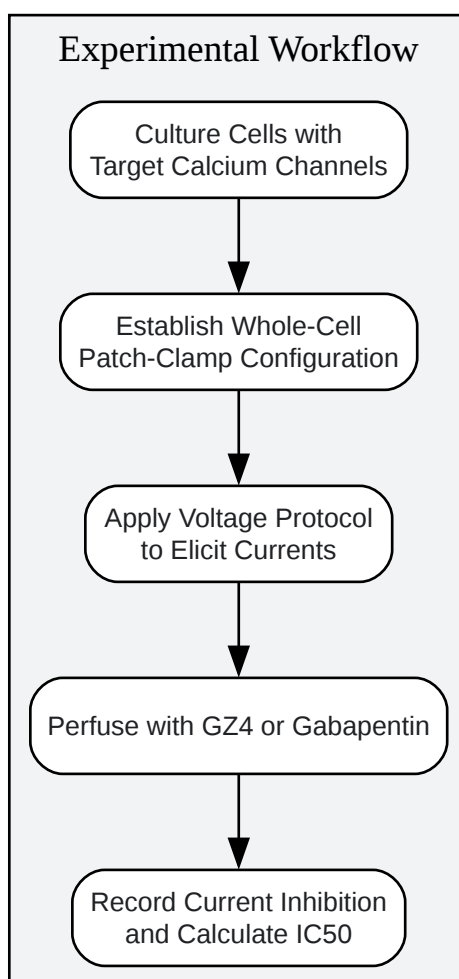 Experimental Workflow
Culture Cells with
Target Calcium Channels
Establish Whole-Cell
Patch-Clamp Configuration
Apply Voltage Protocol
to Elicit Currents
Perfuse with GZ4 or Gabapentin
Record Current Inhibition
and Calculate IC50